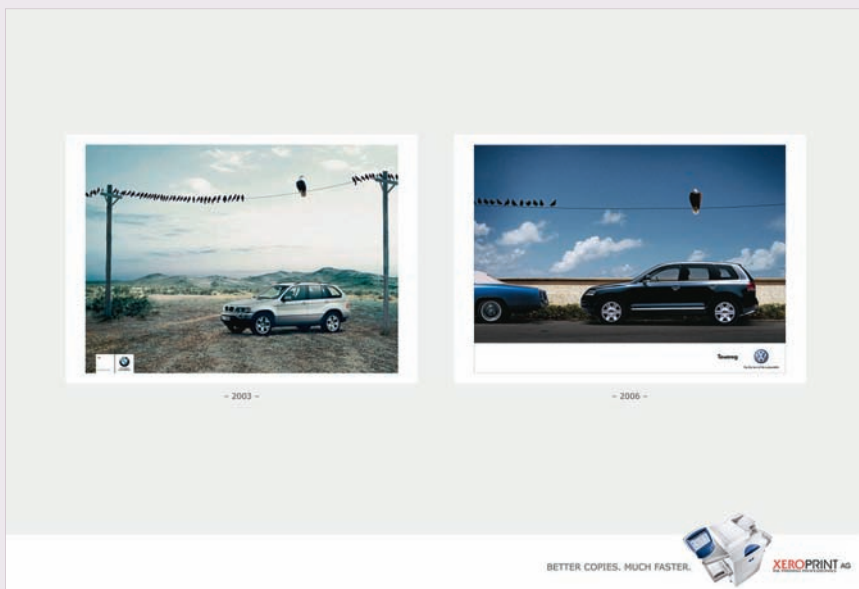 – 2003 –
– 2006 –
Touareg
BETTER COPIES. MUCH FASTER.
XEROPRINT AG